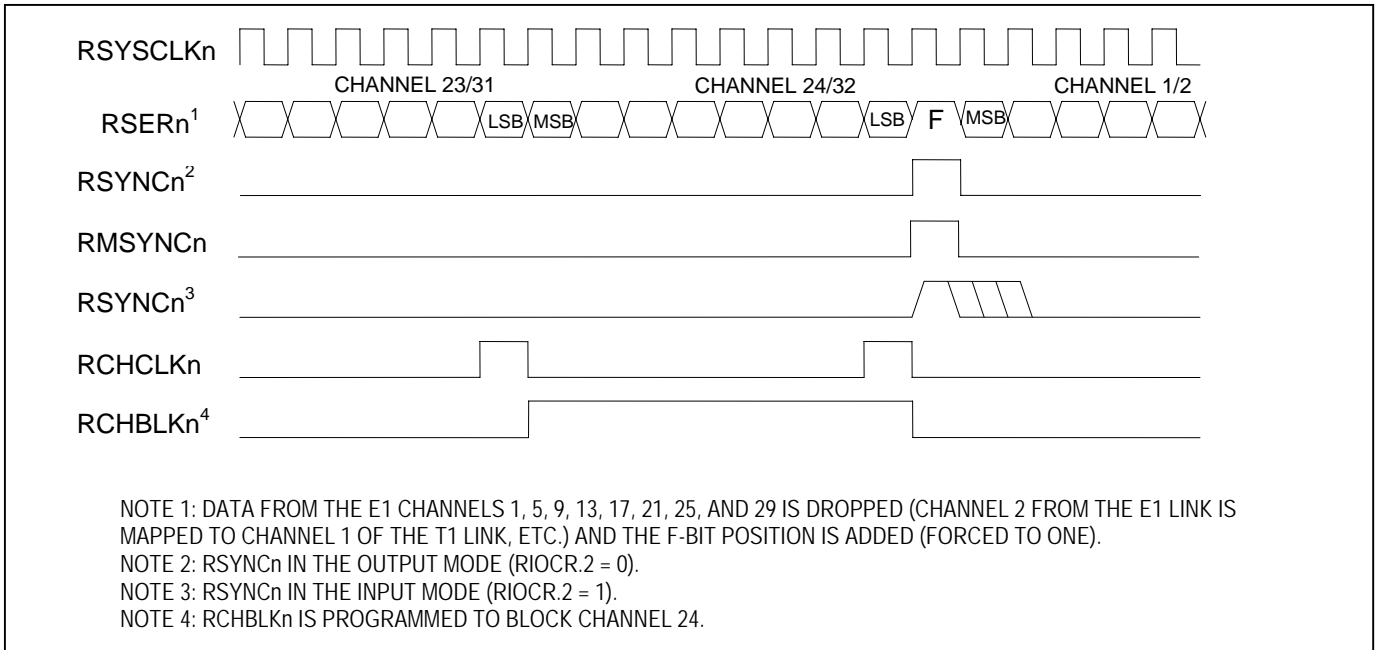 RSYSCLKn
CHANNEL 23/31 CHANNEL 24/32 CHANNEL 1/2
RSERn1 LSB MSB LSB F MSB
RSYNCn2
RMSYNCn
RSYNCn3
RCHCLKn
RCHBLKn4
NOTE 1: DATA FROM THE E1 CHANNELS 1, 5, 9, 13, 17, 21, 25, AND 29 IS DROPPED (CHANNEL 2 FROM THE E1 LINK IS
MAPPED TO CHANNEL 1 OF THE T1 LINK, ETC.) AND THE F-BIT POSITION IS ADDED (FORCED TO ONE).
NOTE 2: RSYNCn IN THE OUTPUT MODE (RIOCR.2 = 0).
NOTE 3: RSYNCn IN THE INPUT MODE (RIOCR.2 = 1).
NOTE 4: RCHBLKn IS PROGRAMMED TO BLOCK CHANNEL 24.